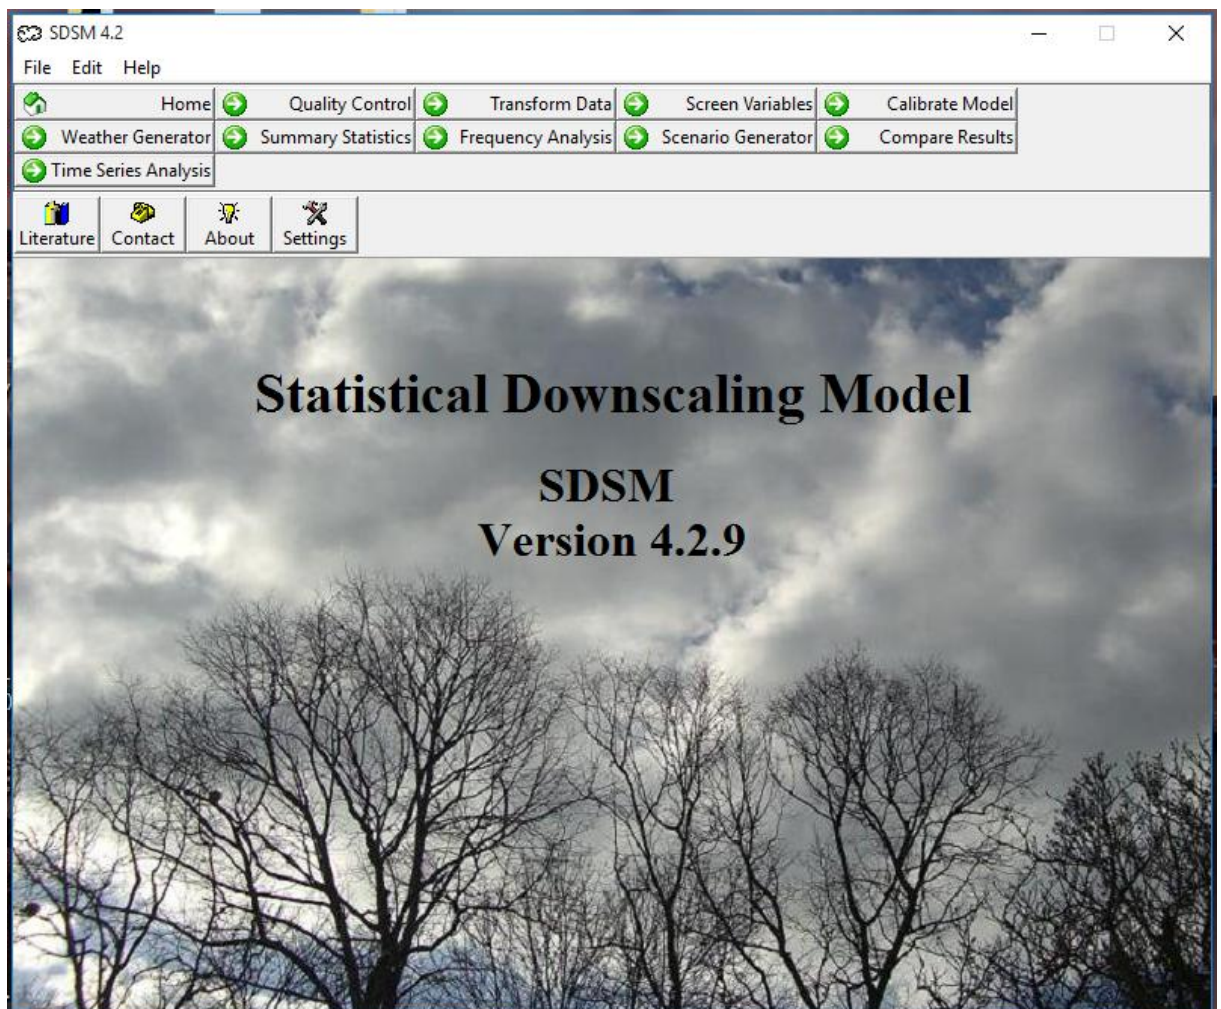 SDSM 4.2
File Edit Help
Home Quality Control Transform Data Screen Variables Calibrate Model
Weather Generator Summary Statistics Frequency Analysis Scenario Generator Compare Results
Time Series Analysis
Literature Contact About Settings
Statistical Downscaling Model
SDSM
Version 4.2.9